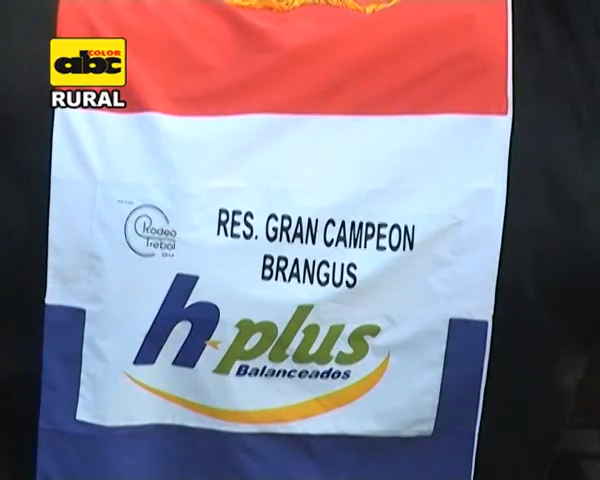 COLOR
abc
RURAL
Rodeo
Trebol
RES. GRAN CAMPEON
BRANGUS
h-plus
Balanceados